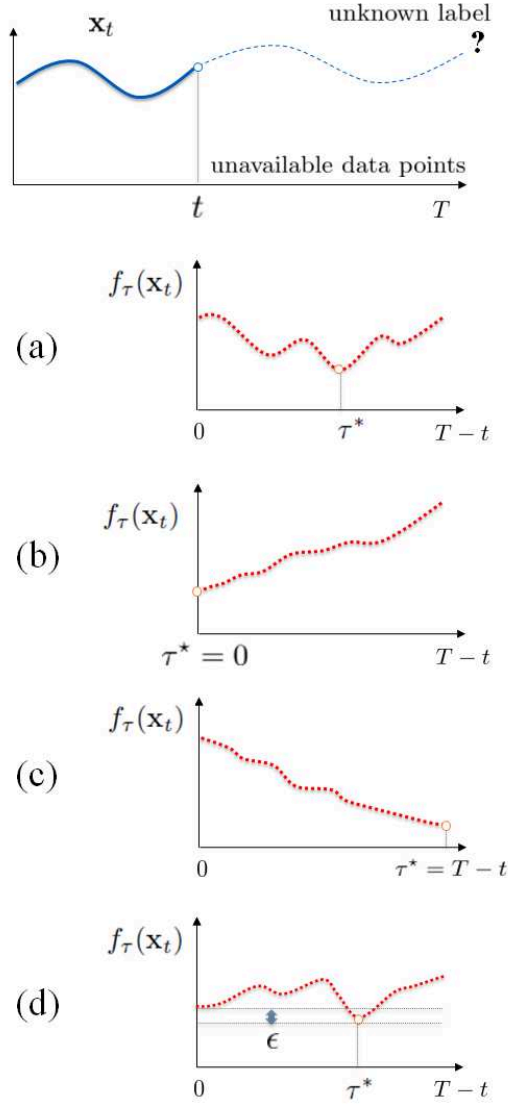 x_t
unknown label
?
unavailable data points
t
T
(a)
f_τ(x_t)
0
τ*
T − t
(b)
f_τ(x_t)
τ⋆ = 0
T − t
(c)
f_τ(x_t)
0
τ⋆ = T − t
(d)
f_τ(x_t)
ϵ
0
τ*
T − t